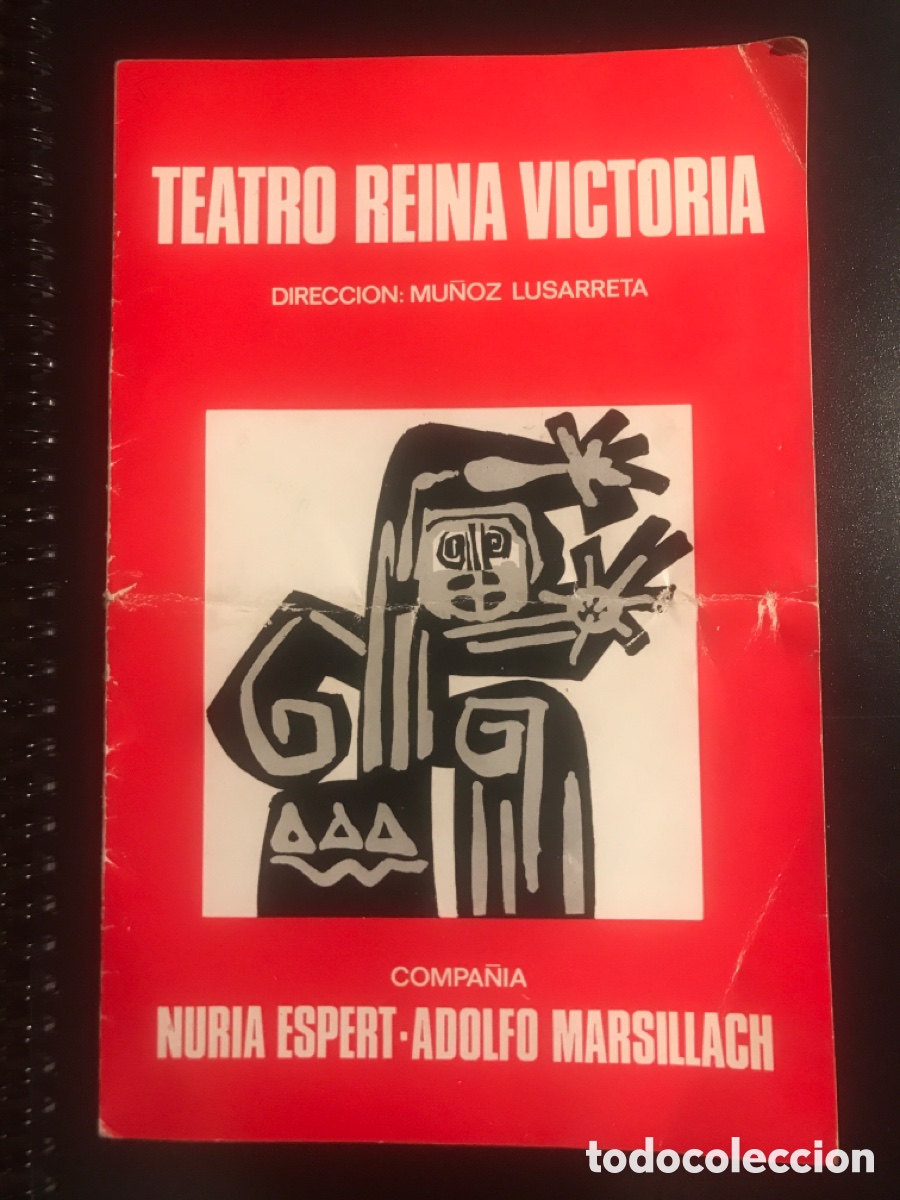 TEATRO REINA VICTORIA
DIRECCION: MUÑOZ LUSARRETA
COMPAÑIA
NURIA ESPERT·ADOLFO MARSILLACH
todocoleccion